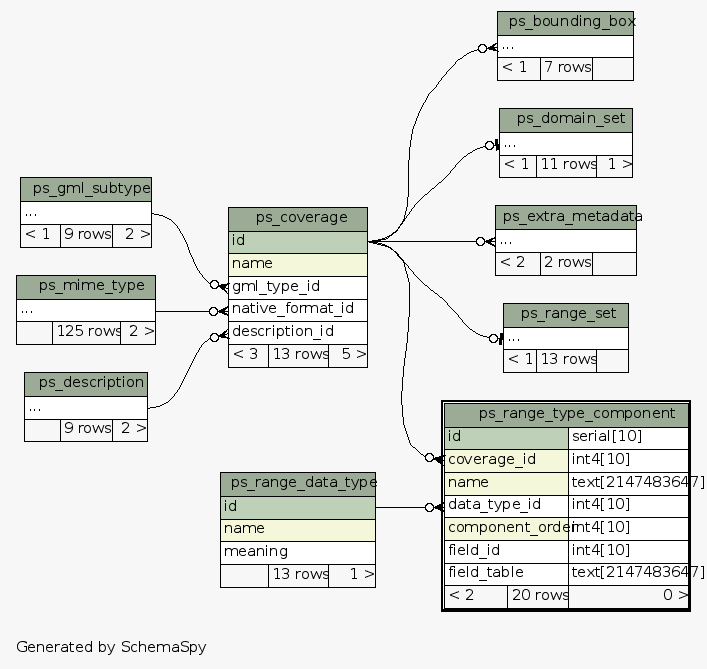 ps_bounding_box
...
< 1 7 rows
ps_domain_set
...
< 1 11 rows 1 >
ps_gml_subtype
...
< 1 9 rows 2 >
ps_coverage
id
name
gml_type_id
native_format_id
description_id
< 3 13 rows 5 >
ps_extra_metadata
...
< 2 2 rows
ps_mime_type
...
125 rows 2 >
ps_range_set
...
< 1 13 rows
ps_description
...
9 rows 2 >
ps_range_type_component
id serial[10]
coverage_id int4[10]
name text[2147483647]
data_type_id int4[10]
component_order int4[10]
field_id int4[10]
field_table text[2147483647]
< 2 20 rows 0 >
ps_range_data_type
id
name
meaning
13 rows 1 >
Generated by SchemaSpy